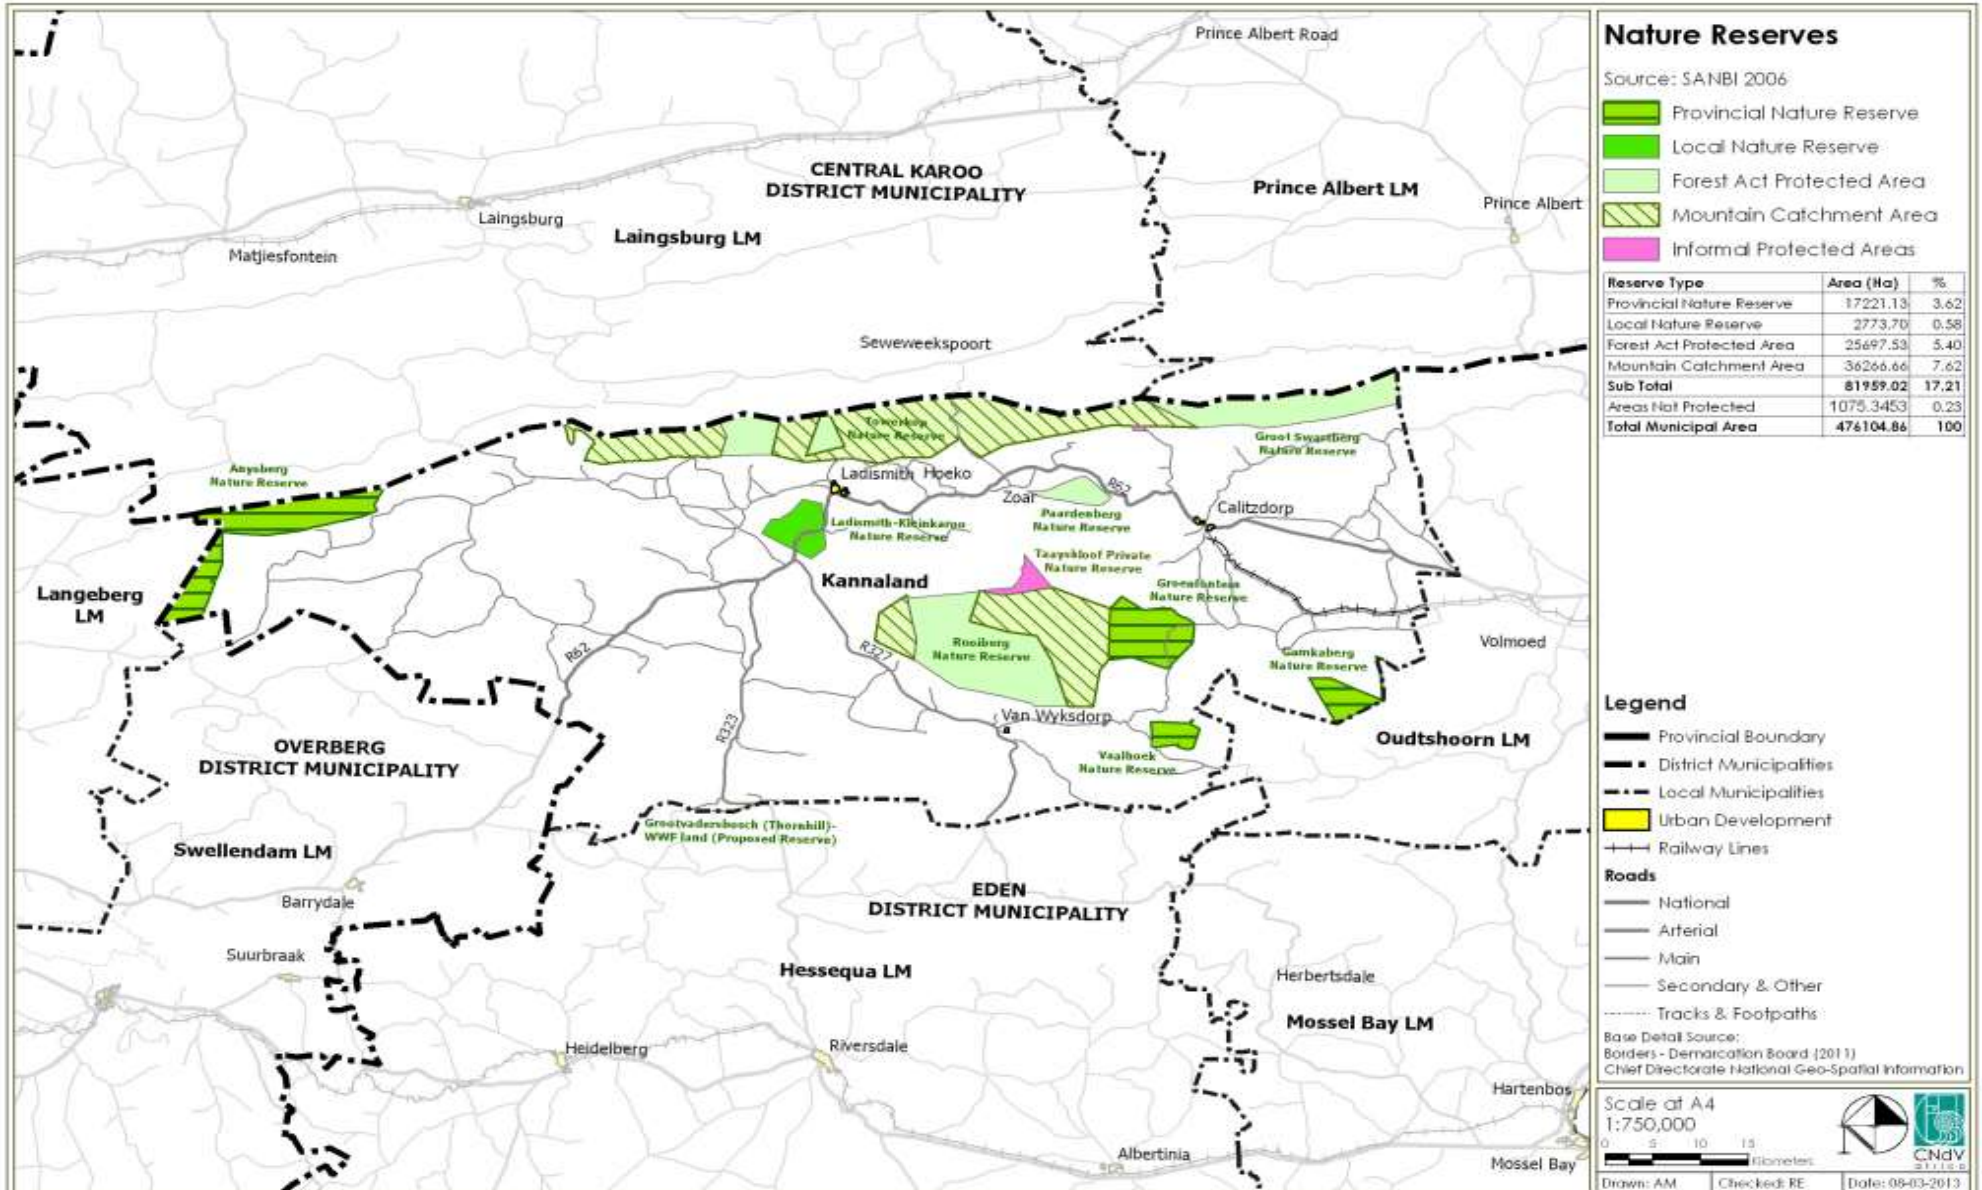 Prince Albert Road
CENTRAL KAROO
DISTRICT MUNICIPALITY
Prince Albert LM
Prince Albert
Laingsburg
Laingsburg LM
Matjiesfontein
Seweweekspoort
Towerkop
Nature Reserve
Groot Swartberg
Nature Reserve
Anysberg
Nature Reserve
Ladismith
Hoeko
Zoar
R62
Calitzdorp
Paardenberg
Nature Reserve
Ladismith-Kleinkaroo
Nature Reserve
Taayskloof Private
Nature Reserve
Kannaland
Groenfontein
Nature Reserve
Langeberg
LM
Rooiberg
Nature Reserve
R62
R327
Volmoed
Gamkaberg
Nature Reserve
R323
Van Wyksdorp
Oudtshoorn LM
OVERBERG
DISTRICT MUNICIPALITY
Vaalhoek
Nature Reserve
Grootvadersbosch (Thornhill)-
WWF land (Proposed Reserve)
Swellendam LM
Barrydale
EDEN
DISTRICT MUNICIPALITY
Suurbraak
Hessequa LM
Herbertsdale
Mossel Bay LM
Heidelberg
Riversdale
Hartenbos
Albertinia
Mossel Bay
Nature Reserves
Source: SANBI 2006
Provincial Nature Reserve
Local Nature Reserve
Forest Act Protected Area
Mountain Catchment Area
Informal Protected Areas
Reserve Type Area (Ha) %
Provincial Nature Reserve 17221.13 3.62
Local Nature Reserve 2773.70 0.58
Forest Act Protected Area 25697.53 5.40
Mountain Catchment Area 36266.66 7.62
Sub Total 81959.02 17.21
Areas Not Protected 1075.3453 0.23
Total Municipal Area 476104.86 100
Legend
Provincial Boundary
District Municipalities
Local Municipalities
Urban Development
Railway Lines
Roads
National
Arterial
Main
Secondary & Other
Tracks & Footpaths
Base Detail Source:
Borders - Demarcation Board (2011)
Chief Directorate National Geo-Spatial Information
Scale at A4
1:750,000
0 5 10 15
Kilometers
CNdV
africa
Drawn: AM Checked: RE Date: 08-03-2013